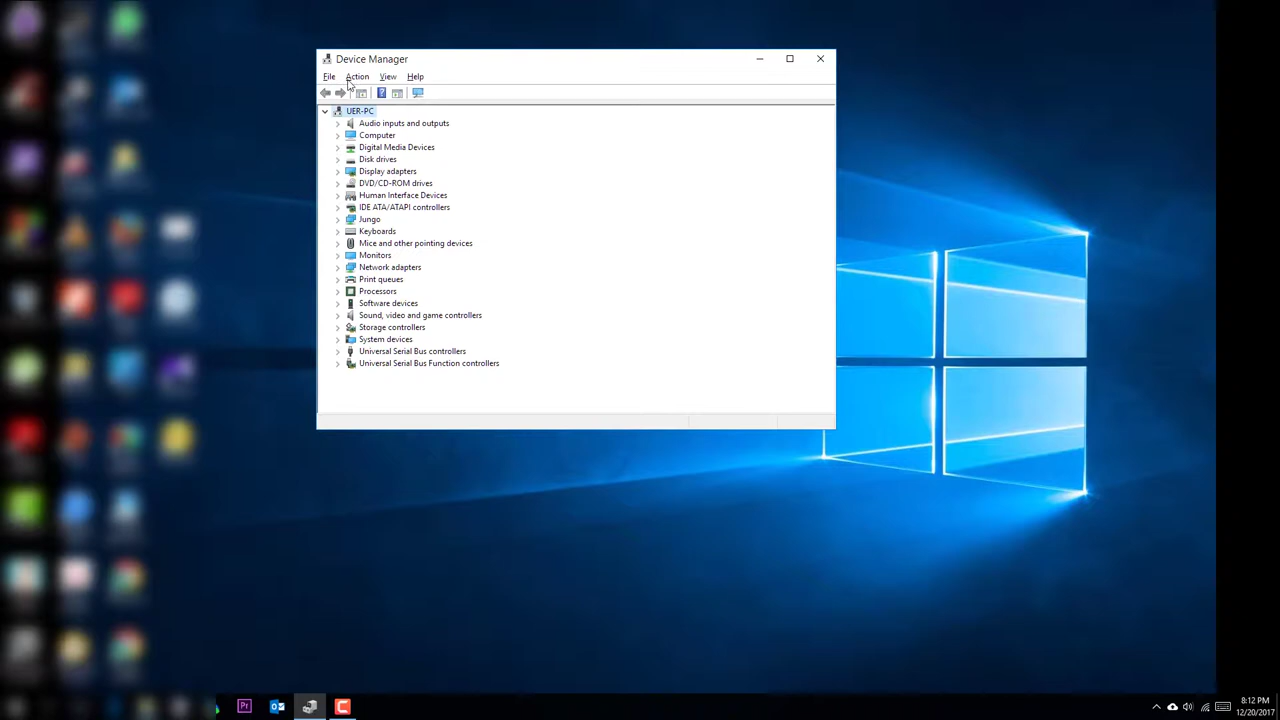 Device Manager
File Action View Help
UER-PC
Audio inputs and outputs
Computer
Digital Media Devices
Disk drives
Display adapters
DVD/CD-ROM drives
Human Interface Devices
IDE ATA/ATAPI controllers
Jungo
Keyboards
Mice and other pointing devices
Monitors
Network adapters
Print queues
Processors
Software devices
Sound, video and game controllers
Storage controllers
System devices
Universal Serial Bus controllers
Universal Serial Bus Function controllers
Pr
8:12 PM
12/20/2017